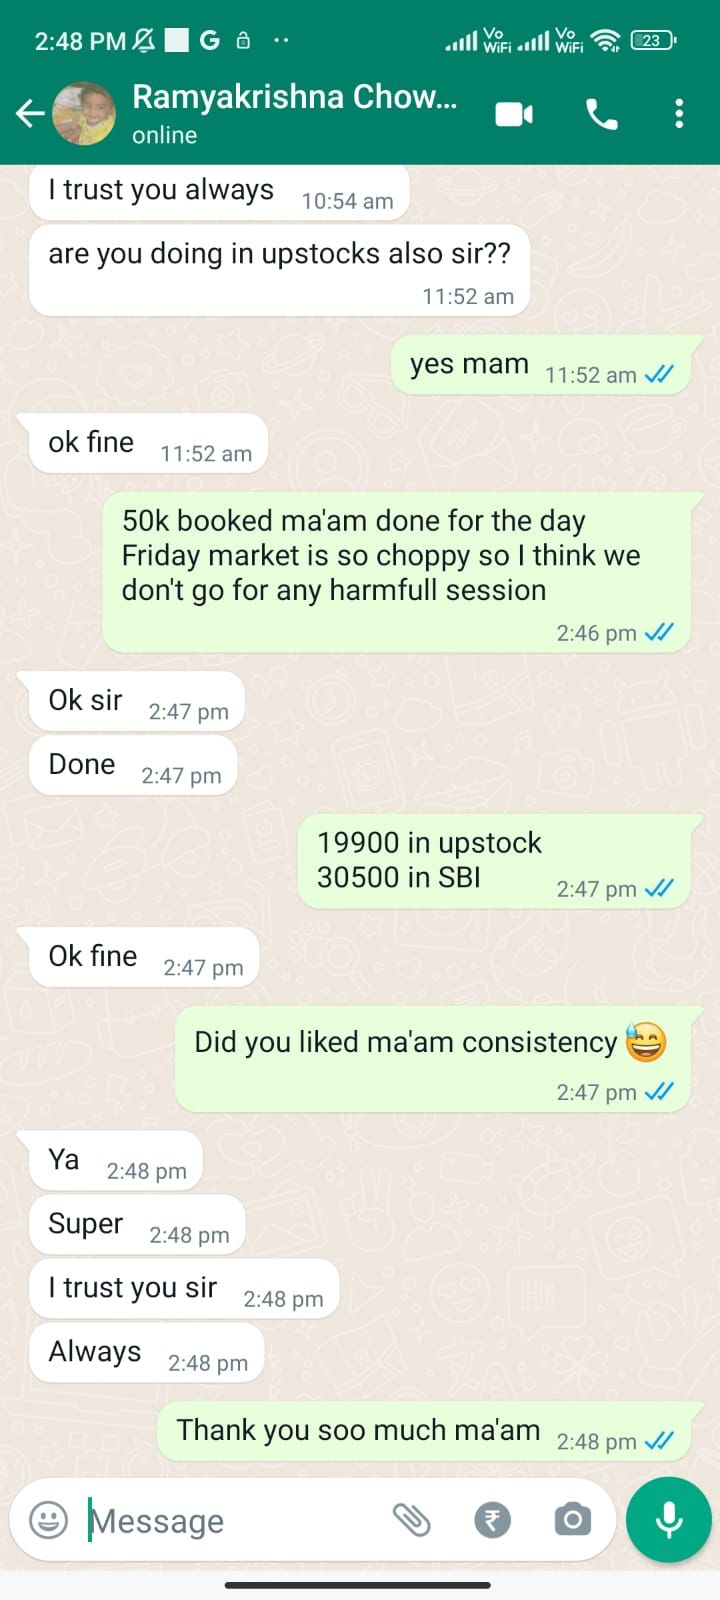 2:48 PM G 23
Vo WiFi Vo WiFi
Ramyakrishna Chow...
online
I trust you always 10:54 am
are you doing in upstocks also sir??
11:52 am
yes mam 11:52 am
ok fine 11:52 am
50k booked ma'am done for the day
Friday market is so choppy so I think we
don't go for any harmfull session
2:46 pm
Ok sir 2:47 pm
Done 2:47 pm
19900 in upstock
30500 in SBI 2:47 pm
Ok fine 2:47 pm
Did you liked ma'am consistency 😅
2:47 pm
Ya 2:48 pm
Super 2:48 pm
I trust you sir 2:48 pm
Always 2:48 pm
Thank you soo much ma'am 2:48 pm
Message ₹